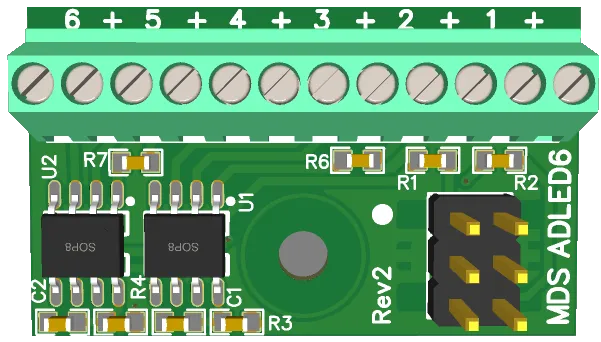 6 + 5 + 4 + 3 + 2 + 1 +
U2
R7
R6
R1
R2
U1
SOP8
SOP8
MDS ADLED6
Rev2
C2
R4
C1
R3